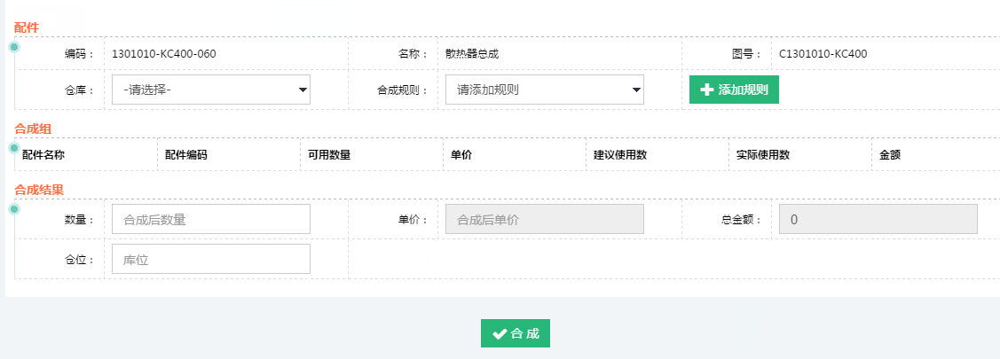 配件
编码： 1301010-KC400-060 名称： 散热器总成 图号： C1301010-KC400
仓库： -请选择- 合成规则： 请添加规则 添加规则
合成组
配件名称 配件编码 可用数量 单价 建议使用数 实际使用数 金额
合成结果
数量： 合成后数量 单价： 合成后单价 总金额： 0
仓位： 库位
合 成